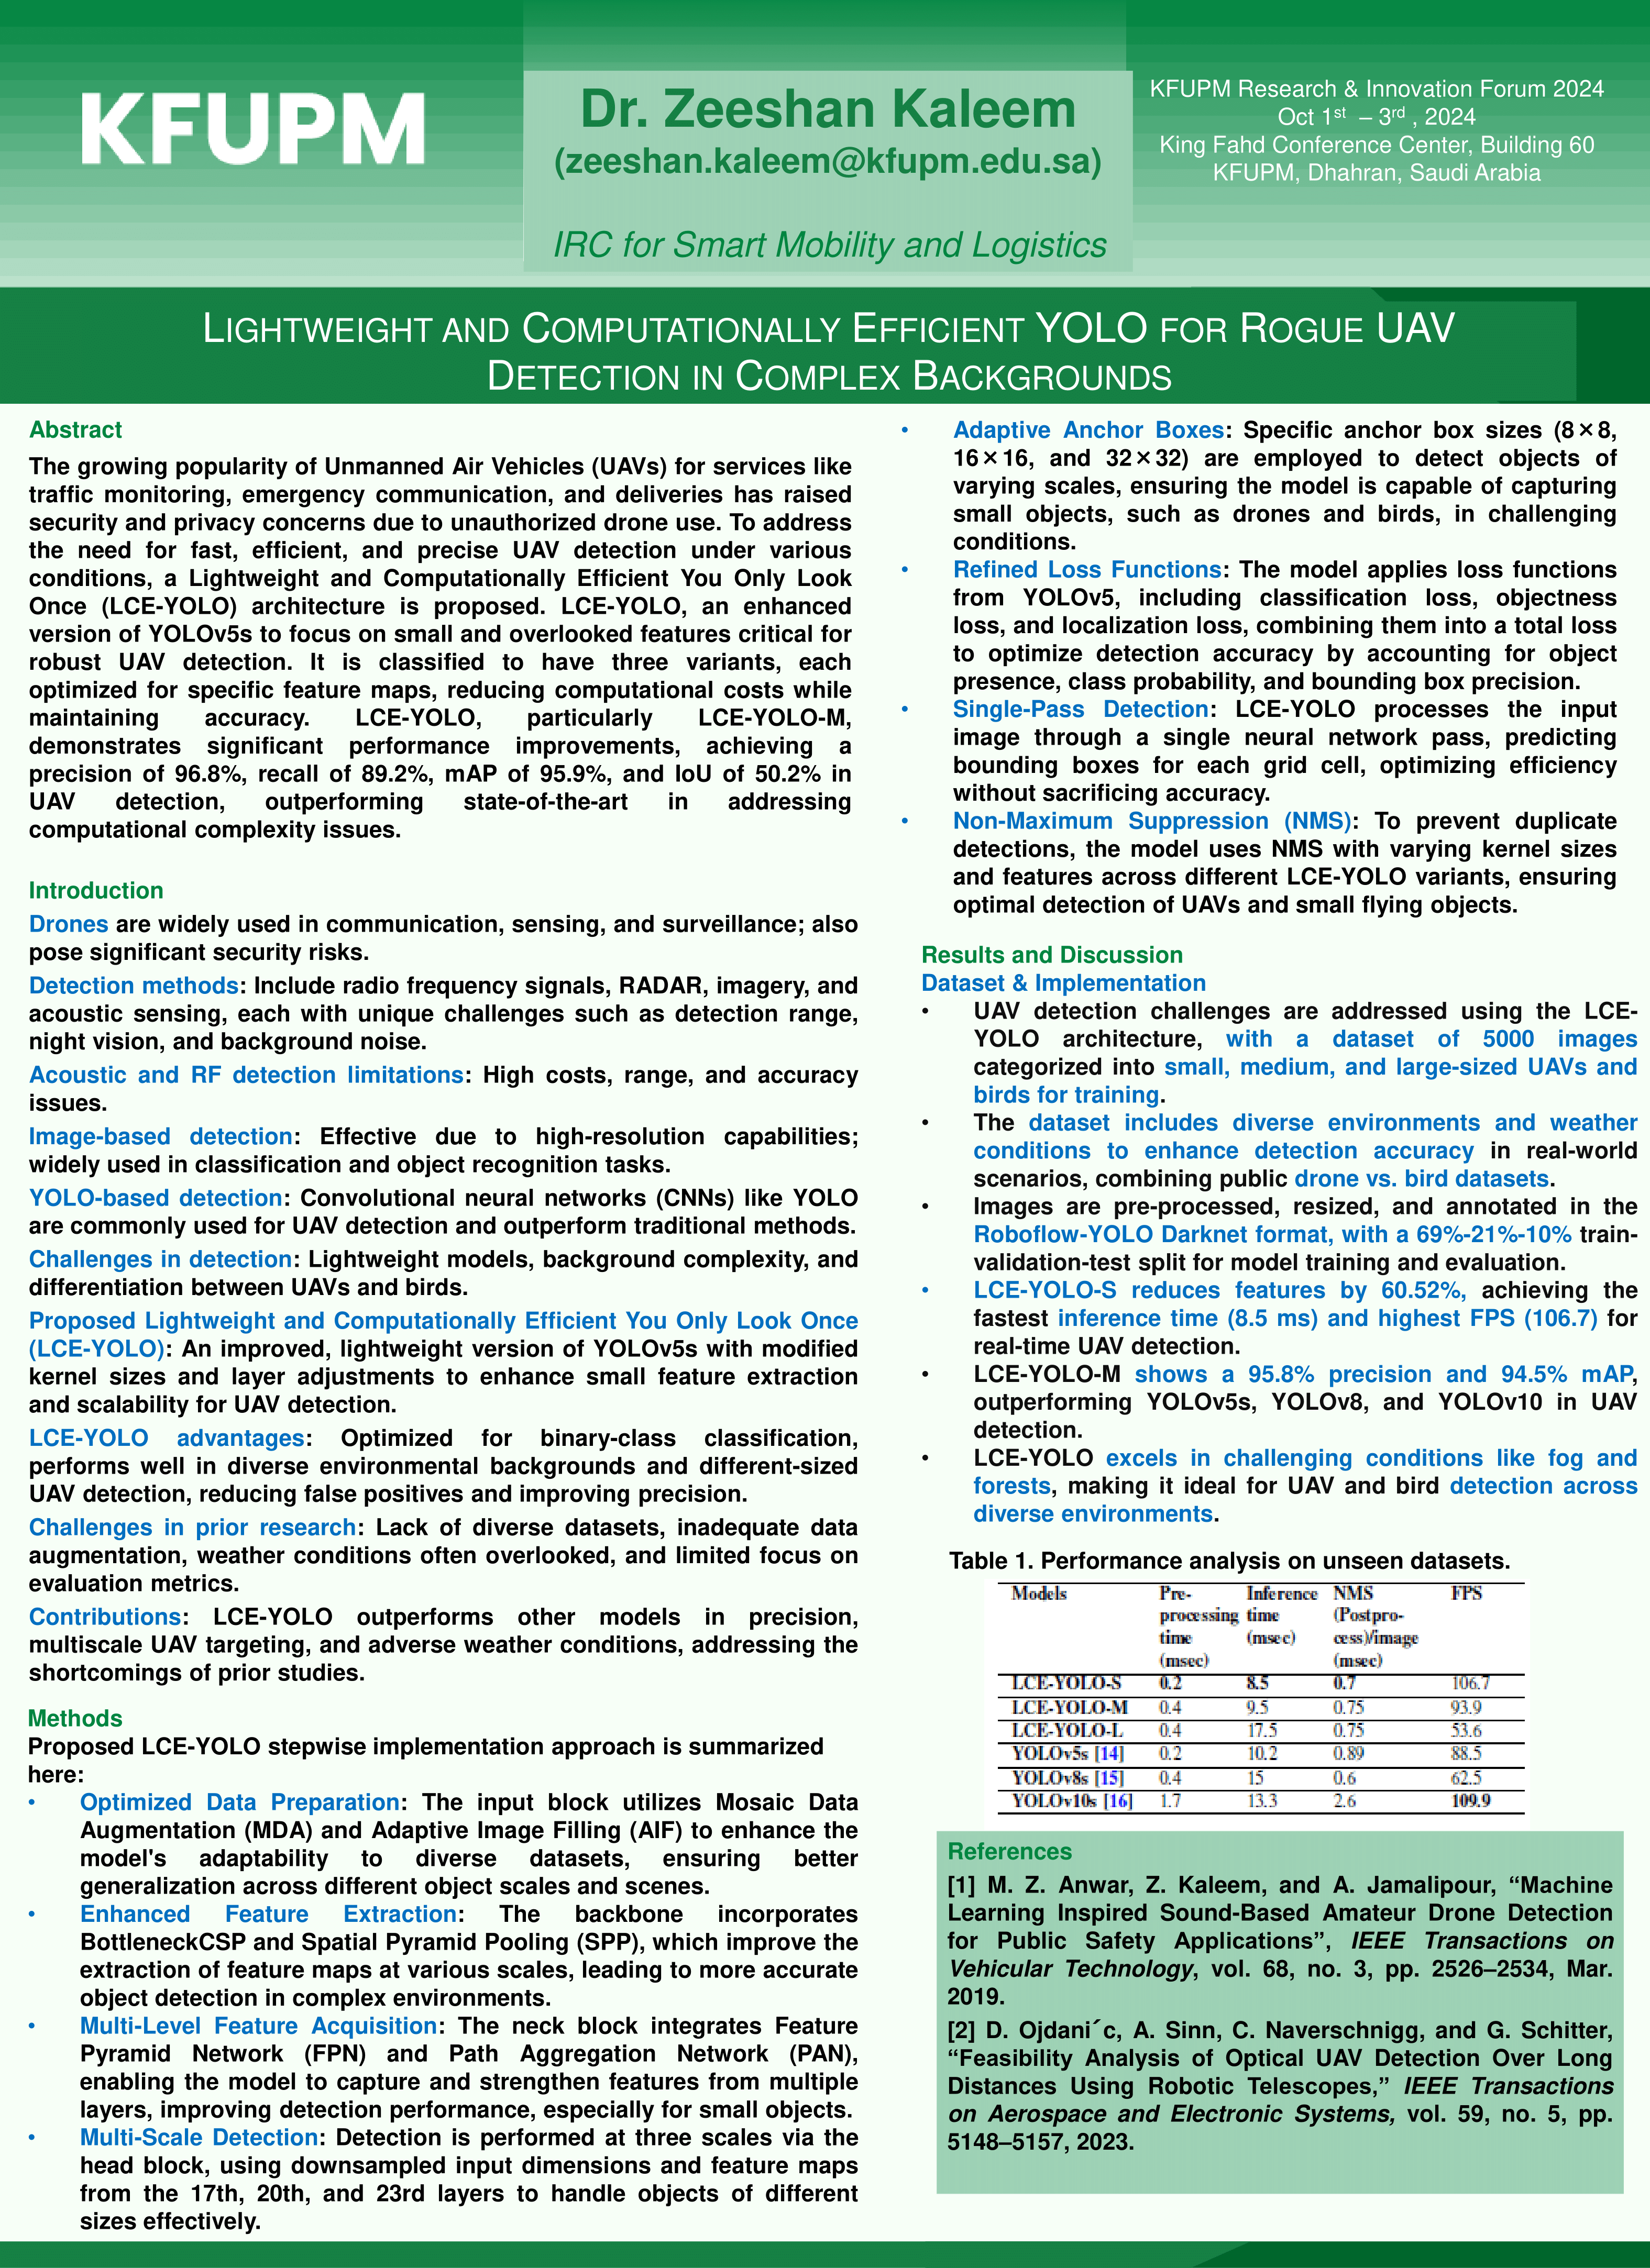 KFUPM
Dr. Zeeshan Kaleem
(zeeshan.kaleem@kfupm.edu.sa)
IRC for Smart Mobility and Logistics
KFUPM Research & Innovation Forum 2024
Oct 1st – 3rd , 2024
King Fahd Conference Center, Building 60
KFUPM, Dhahran, Saudi Arabia
LIGHTWEIGHT AND COMPUTATIONALLY EFFICIENT YOLO FOR ROGUE UAV
DETECTION IN COMPLEX BACKGROUNDS
Abstract
The growing popularity of Unmanned Air Vehicles (UAVs) for services like
traffic monitoring, emergency communication, and deliveries has raised
security and privacy concerns due to unauthorized drone use. To address
the need for fast, efficient, and precise UAV detection under various
conditions, a Lightweight and Computationally Efficient You Only Look
Once (LCE-YOLO) architecture is proposed. LCE-YOLO, an enhanced
version of YOLOv5s to focus on small and overlooked features critical for
robust UAV detection. It is classified to have three variants, each
optimized for specific feature maps, reducing computational costs while
maintaining accuracy. LCE-YOLO, particularly LCE-YOLO-M,
demonstrates significant performance improvements, achieving a
precision of 96.8%, recall of 89.2%, mAP of 95.9%, and IoU of 50.2% in
UAV detection, outperforming state-of-the-art in addressing
computational complexity issues.
Introduction
Drones are widely used in communication, sensing, and surveillance; also
pose significant security risks.
Detection methods: Include radio frequency signals, RADAR, imagery, and
acoustic sensing, each with unique challenges such as detection range,
night vision, and background noise.
Acoustic and RF detection limitations: High costs, range, and accuracy
issues.
Image-based detection: Effective due to high-resolution capabilities;
widely used in classification and object recognition tasks.
YOLO-based detection: Convolutional neural networks (CNNs) like YOLO
are commonly used for UAV detection and outperform traditional methods.
Challenges in detection: Lightweight models, background complexity, and
differentiation between UAVs and birds.
Proposed Lightweight and Computationally Efficient You Only Look Once
(LCE-YOLO): An improved, lightweight version of YOLOv5s with modified
kernel sizes and layer adjustments to enhance small feature extraction
and scalability for UAV detection.
LCE-YOLO advantages: Optimized for binary-class classification,
performs well in diverse environmental backgrounds and different-sized
UAV detection, reducing false positives and improving precision.
Challenges in prior research: Lack of diverse datasets, inadequate data
augmentation, weather conditions often overlooked, and limited focus on
evaluation metrics.
Contributions: LCE-YOLO outperforms other models in precision,
multiscale UAV targeting, and adverse weather conditions, addressing the
shortcomings of prior studies.
Methods
Proposed LCE-YOLO stepwise implementation approach is summarized
here:
• Optimized Data Preparation: The input block utilizes Mosaic Data
Augmentation (MDA) and Adaptive Image Filling (AIF) to enhance the
model's adaptability to diverse datasets, ensuring better
generalization across different object scales and scenes.
• Enhanced Feature Extraction: The backbone incorporates
BottleneckCSP and Spatial Pyramid Pooling (SPP), which improve the
extraction of feature maps at various scales, leading to more accurate
object detection in complex environments.
• Multi-Level Feature Acquisition: The neck block integrates Feature
Pyramid Network (FPN) and Path Aggregation Network (PAN),
enabling the model to capture and strengthen features from multiple
layers, improving detection performance, especially for small objects.
• Multi-Scale Detection: Detection is performed at three scales via the
head block, using downsampled input dimensions and feature maps
from the 17th, 20th, and 23rd layers to handle objects of different
sizes effectively.
• Adaptive Anchor Boxes: Specific anchor box sizes (8×8,
16×16, and 32×32) are employed to detect objects of
varying scales, ensuring the model is capable of capturing
small objects, such as drones and birds, in challenging
conditions.
• Refined Loss Functions: The model applies loss functions
from YOLOv5, including classification loss, objectness
loss, and localization loss, combining them into a total loss
to optimize detection accuracy by accounting for object
presence, class probability, and bounding box precision.
• Single-Pass Detection: LCE-YOLO processes the input
image through a single neural network pass, predicting
bounding boxes for each grid cell, optimizing efficiency
without sacrificing accuracy.
• Non-Maximum Suppression (NMS): To prevent duplicate
detections, the model uses NMS with varying kernel sizes
and features across different LCE-YOLO variants, ensuring
optimal detection of UAVs and small flying objects.
Results and Discussion
Dataset & Implementation
• UAV detection challenges are addressed using the LCE-
YOLO architecture, with a dataset of 5000 images
categorized into small, medium, and large-sized UAVs and
birds for training.
• The dataset includes diverse environments and weather
conditions to enhance detection accuracy in real-world
scenarios, combining public drone vs. bird datasets.
• Images are pre-processed, resized, and annotated in the
Roboflow-YOLO Darknet format, with a 69%-21%-10% train-
validation-test split for model training and evaluation.
• LCE-YOLO-S reduces features by 60.52%, achieving the
fastest inference time (8.5 ms) and highest FPS (106.7) for
real-time UAV detection.
• LCE-YOLO-M shows a 95.8% precision and 94.5% mAP,
outperforming YOLOv5s, YOLOv8, and YOLOv10 in UAV
detection.
• LCE-YOLO excels in challenging conditions like fog and
forests, making it ideal for UAV and bird detection across
diverse environments.
Table 1. Performance analysis on unseen datasets.
Models Pre- Inference NMS FPS
processing time (Postpro-
time (msec) cess)/image
(msec) (msec)
LCE-YOLO-S 0.2 8.5 0.7 106.7
LCE-YOLO-M 0.4 9.5 0.75 93.9
LCE-YOLO-L 0.4 17.5 0.75 53.6
YOLOv5s [14] 0.2 10.2 0.89 88.5
YOLOv8s [15] 0.4 15 0.6 62.5
YOLOv10s [16] 1.7 13.3 2.6 109.9
References
[1] M. Z. Anwar, Z. Kaleem, and A. Jamalipour, “Machine
Learning Inspired Sound-Based Amateur Drone Detection
for Public Safety Applications”, IEEE Transactions on
Vehicular Technology, vol. 68, no. 3, pp. 2526–2534, Mar.
2019.
[2] D. Ojdani´c, A. Sinn, C. Naverschnigg, and G. Schitter,
“Feasibility Analysis of Optical UAV Detection Over Long
Distances Using Robotic Telescopes,” IEEE Transactions
on Aerospace and Electronic Systems, vol. 59, no. 5, pp.
5148–5157, 2023.